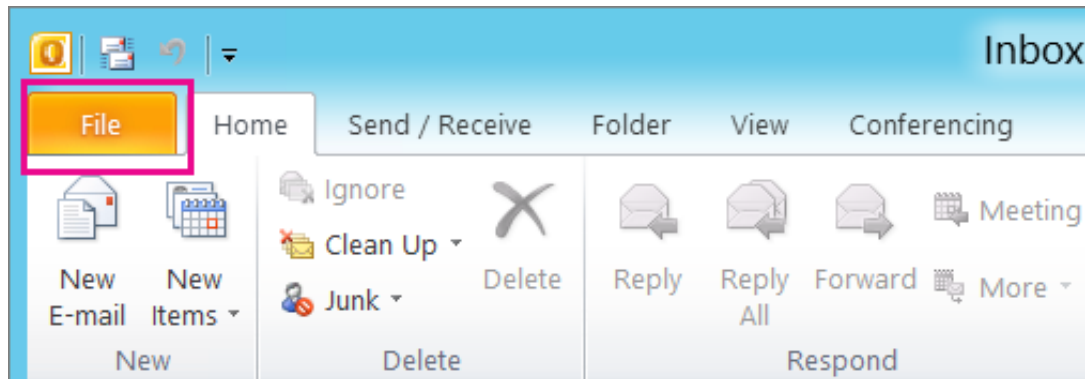 Inbox
File Home Send / Receive Folder View Conferencing
Ignore
Clean Up
Junk
New E-mail
New Items
Delete
Reply
Reply All
Forward
Meeting
More
New Delete Respond